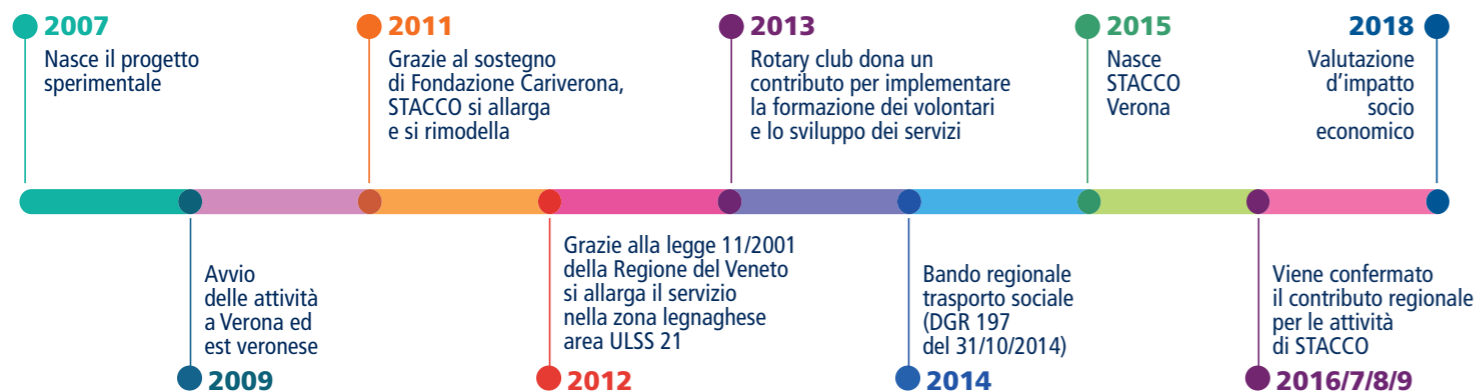 2007
Nasce il progetto
sperimentale
2011
Grazie al sostegno
di Fondazione Cariverona,
STACCO si allarga
e si rimodella
2013
Rotary club dona un
contributo per implementare
la formazione dei volontari
e lo sviluppo dei servizi
2015
Nasce
STACCO
Verona
2018
Valutazione
d’impatto
socio
economico
Avvio
delle attività
a Verona ed
est veronese
2009
Grazie alla legge 11/2001
della Regione del Veneto
si allarga il servizio
nella zona legnaghese
area ULSS 21
2012
Bando regionale
trasporto sociale
(DGR 197
del 31/10/2014)
2014
Viene confermato
il contributo regionale
per le attività
di STACCO
2016/7/8/9